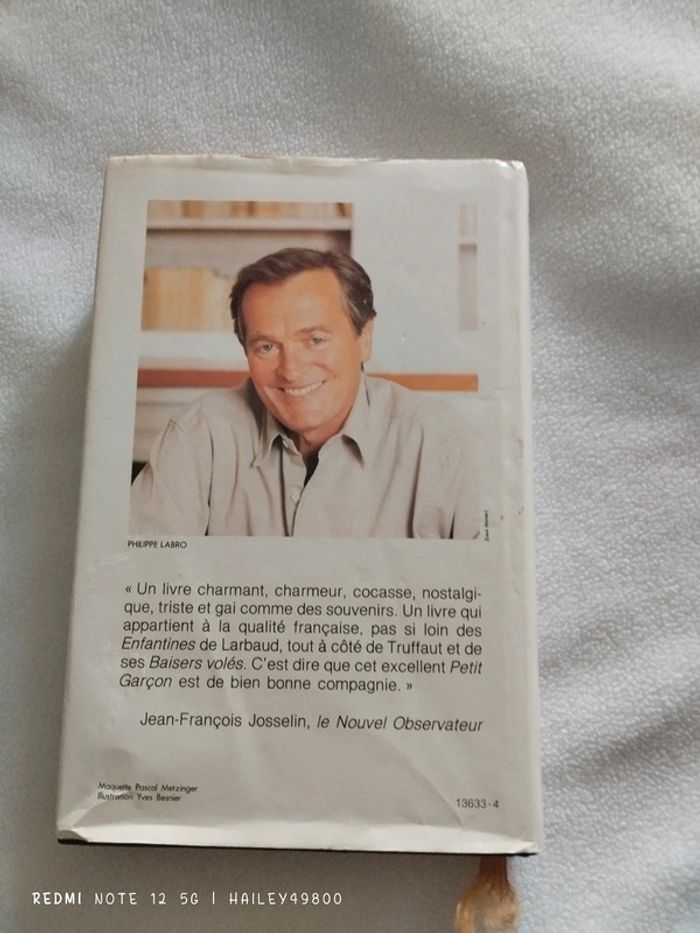 PHILIPPE LABRO
« Un livre charmant, charmeur, cocasse, nostalgi-
que, triste et gai comme des souvenirs. Un livre qui
appartient à la qualité française, pas si loin des
Enfantines de Larbaud, tout à côté de Truffaut et de
ses Baisers volés. C'est dire que cet excellent Petit
Garçon est de bien bonne compagnie. »
Jean-François Josselin, le Nouvel Observateur
Maquette Pascal Metzinger
Illustration Yves Besnier
13633-4
REDMI NOTE 12 5G | HAILEY49800